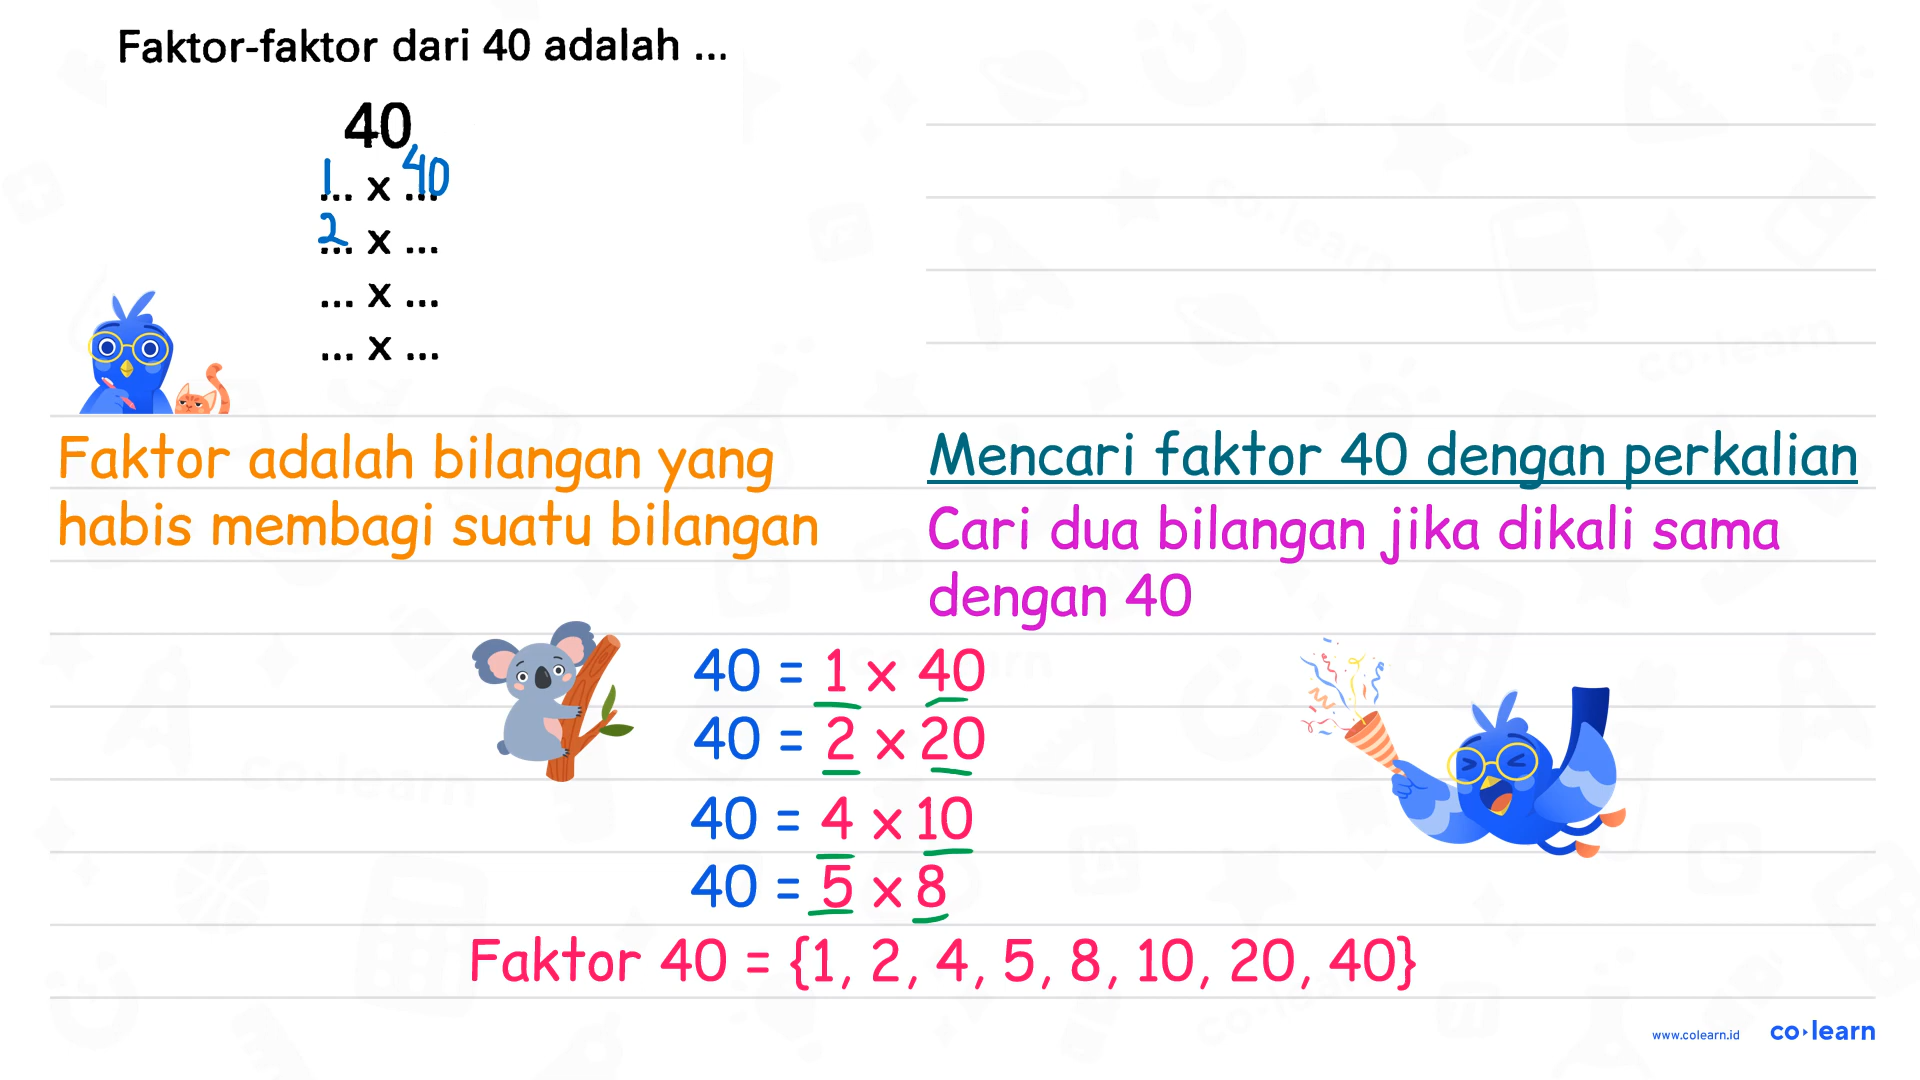 Faktor-faktor dari 40 adalah ...
40
1 x 40
2 x ...
... x ...
... x ...
Faktor adalah bilangan yang
habis membagi suatu bilangan
Mencari faktor 40 dengan perkalian
Cari dua bilangan jika dikali sama
dengan 40
40 = 1 x 40
40 = 2 x 20
40 = 4 x 10
40 = 5 x 8
Faktor 40 = {1, 2, 4, 5, 8, 10, 20, 40}
www.colearn.id
co·learn